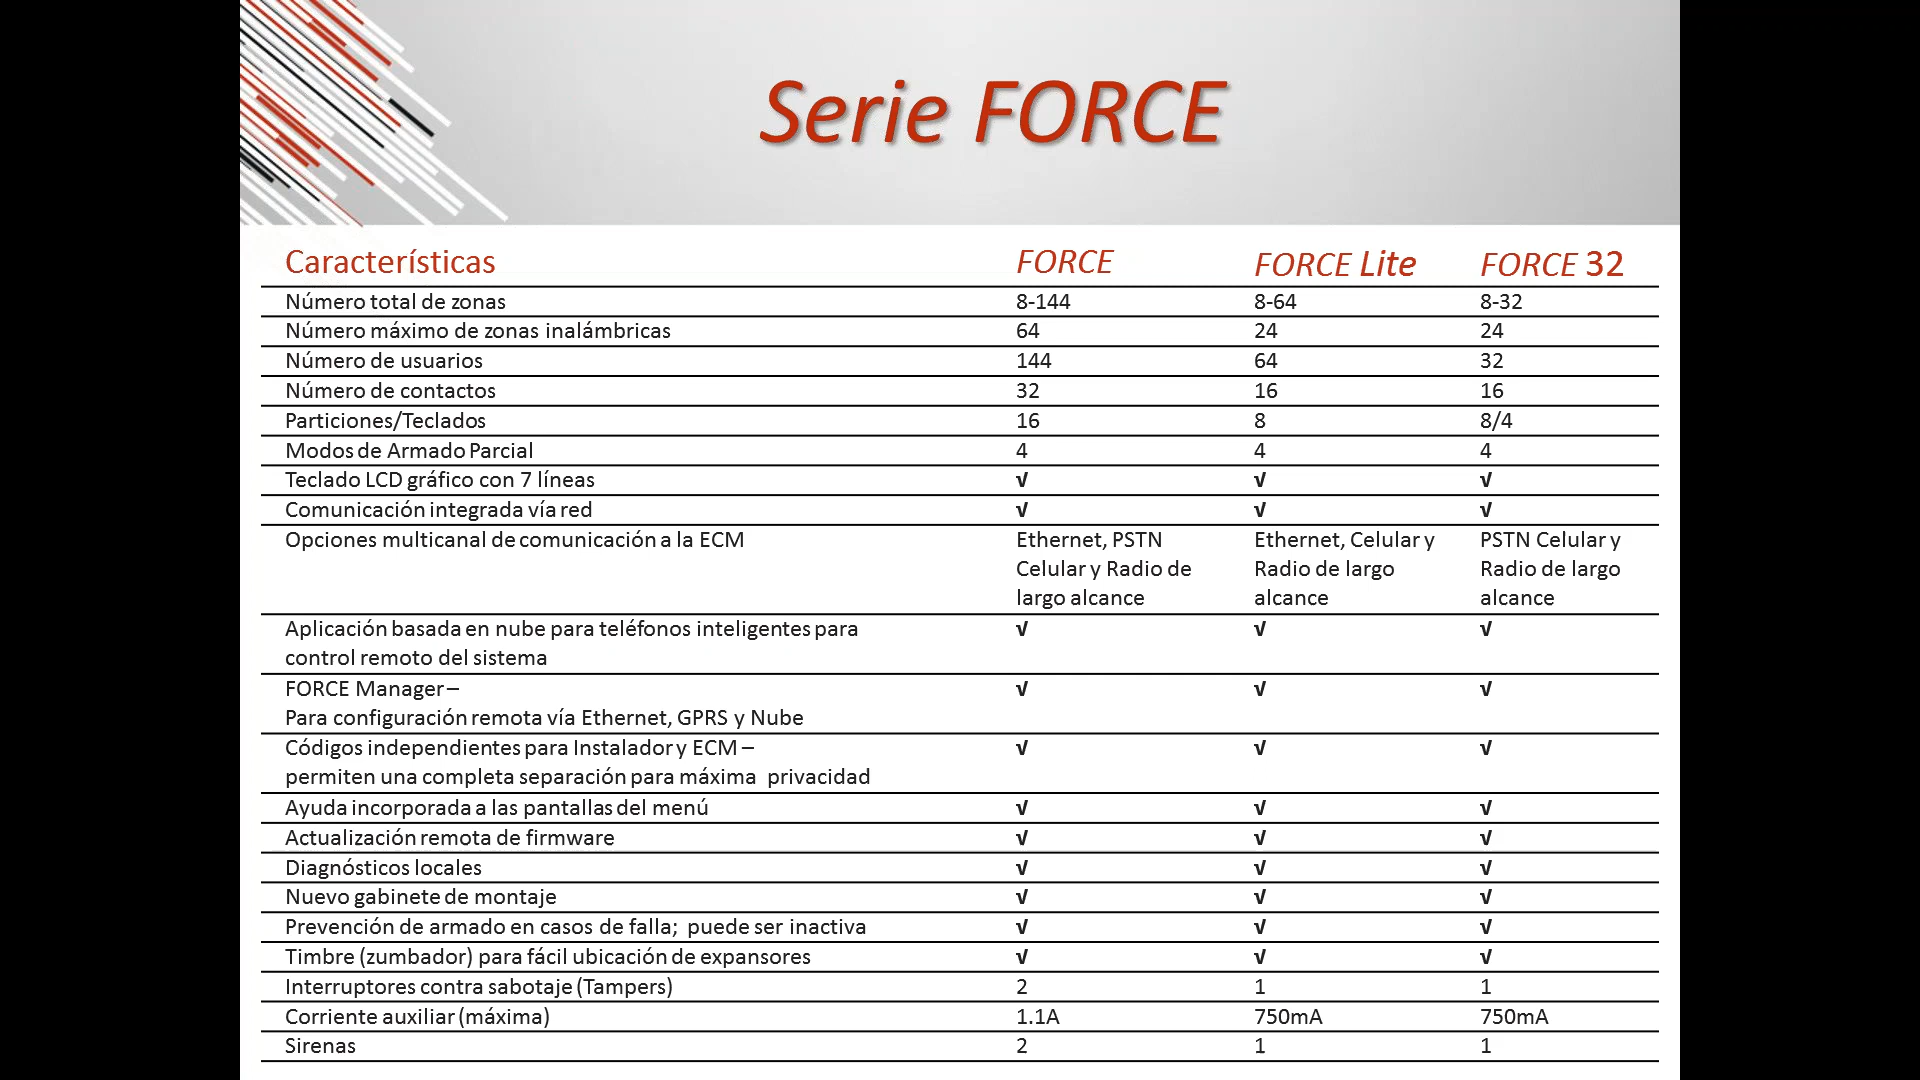 Serie FORCE
Características FORCE FORCE Lite FORCE 32
Número total de zonas 8-144 8-64 8-32
Número máximo de zonas inalámbricas 64 24 24
Número de usuarios 144 64 32
Número de contactos 32 16 16
Particiones/Teclados 16 8 8/4
Modos de Armado Parcial 4 4 4
Teclado LCD gráfico con 7 líneas √ √ √
Comunicación integrada vía red √ √ √
Opciones multicanal de comunicación a la ECM Ethernet, PSTN Ethernet, Celular y PSTN Celular y
Celular y Radio de Radio de largo Radio de largo
largo alcance alcance alcance
Aplicación basada en nube para teléfonos inteligentes para √ √ √
control remoto del sistema
FORCE Manager – √ √ √
Para configuración remota vía Ethernet, GPRS y Nube
Códigos independientes para Instalador y ECM – √ √ √
permiten una completa separación para máxima privacidad
Ayuda incorporada a las pantallas del menú √ √ √
Actualización remota de firmware √ √ √
Diagnósticos locales √ √ √
Nuevo gabinete de montaje √ √ √
Prevención de armado en casos de falla; puede ser inactiva √ √ √
Timbre (zumbador) para fácil ubicación de expansores √ √ √
Interruptores contra sabotaje (Tampers) 2 1 1
Corriente auxiliar (máxima) 1.1A 750mA 750mA
Sirenas 2 1 1